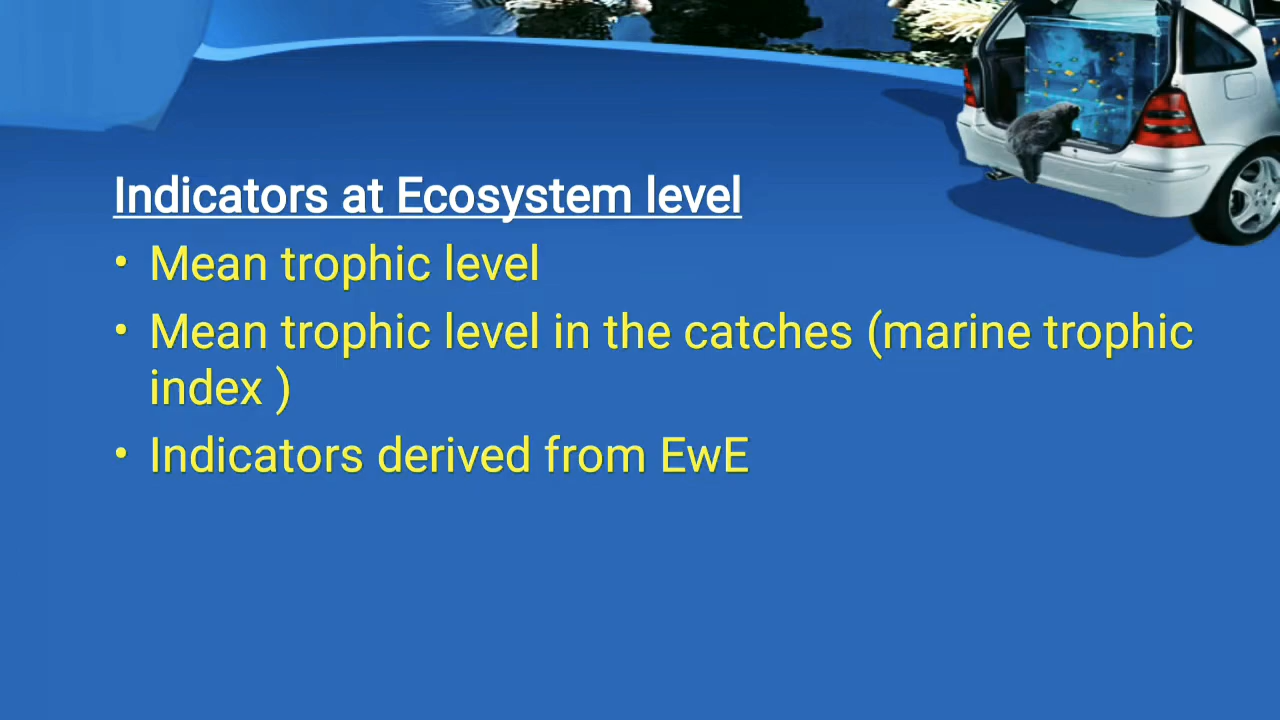 Indicators at Ecosystem level
• Mean trophic level
• Mean trophic level in the catches (marine trophic
index )
• Indicators derived from EwE